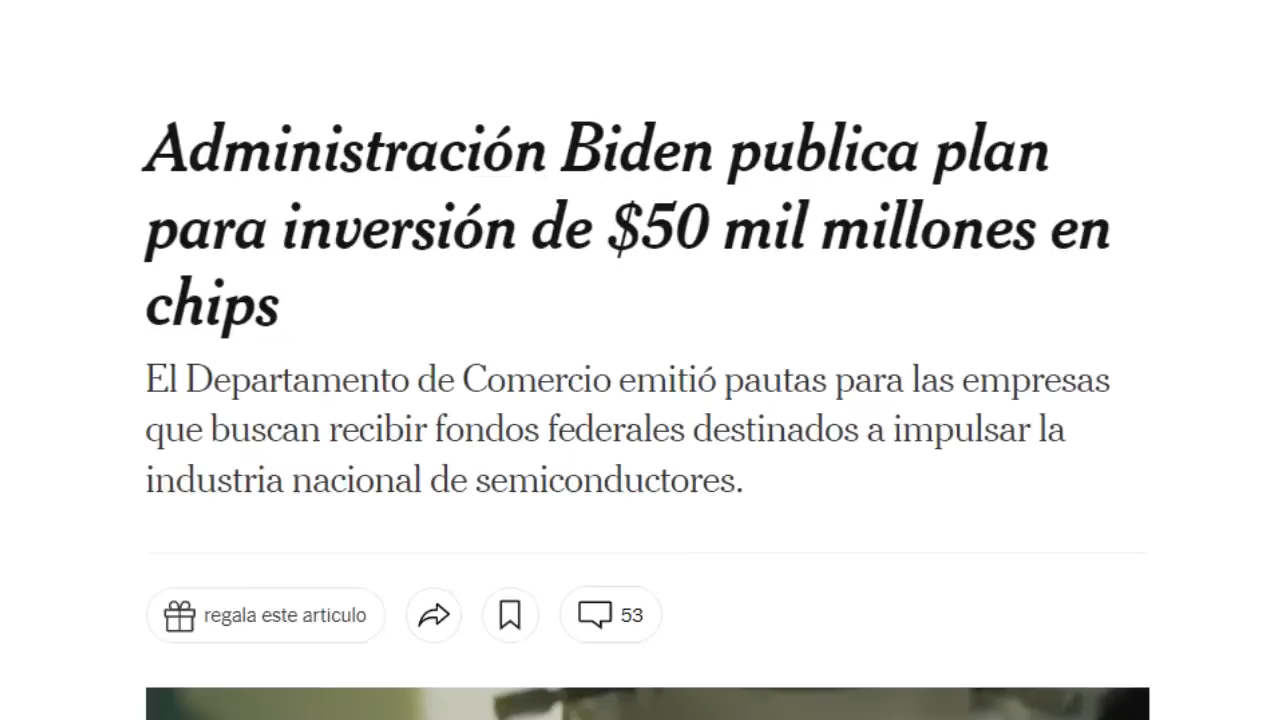 Administración Biden publica plan
para inversión de $50 mil millones en
chips
El Departamento de Comercio emitió pautas para las empresas
que buscan recibir fondos federales destinados a impulsar la
industria nacional de semiconductores.
regala este articulo
53